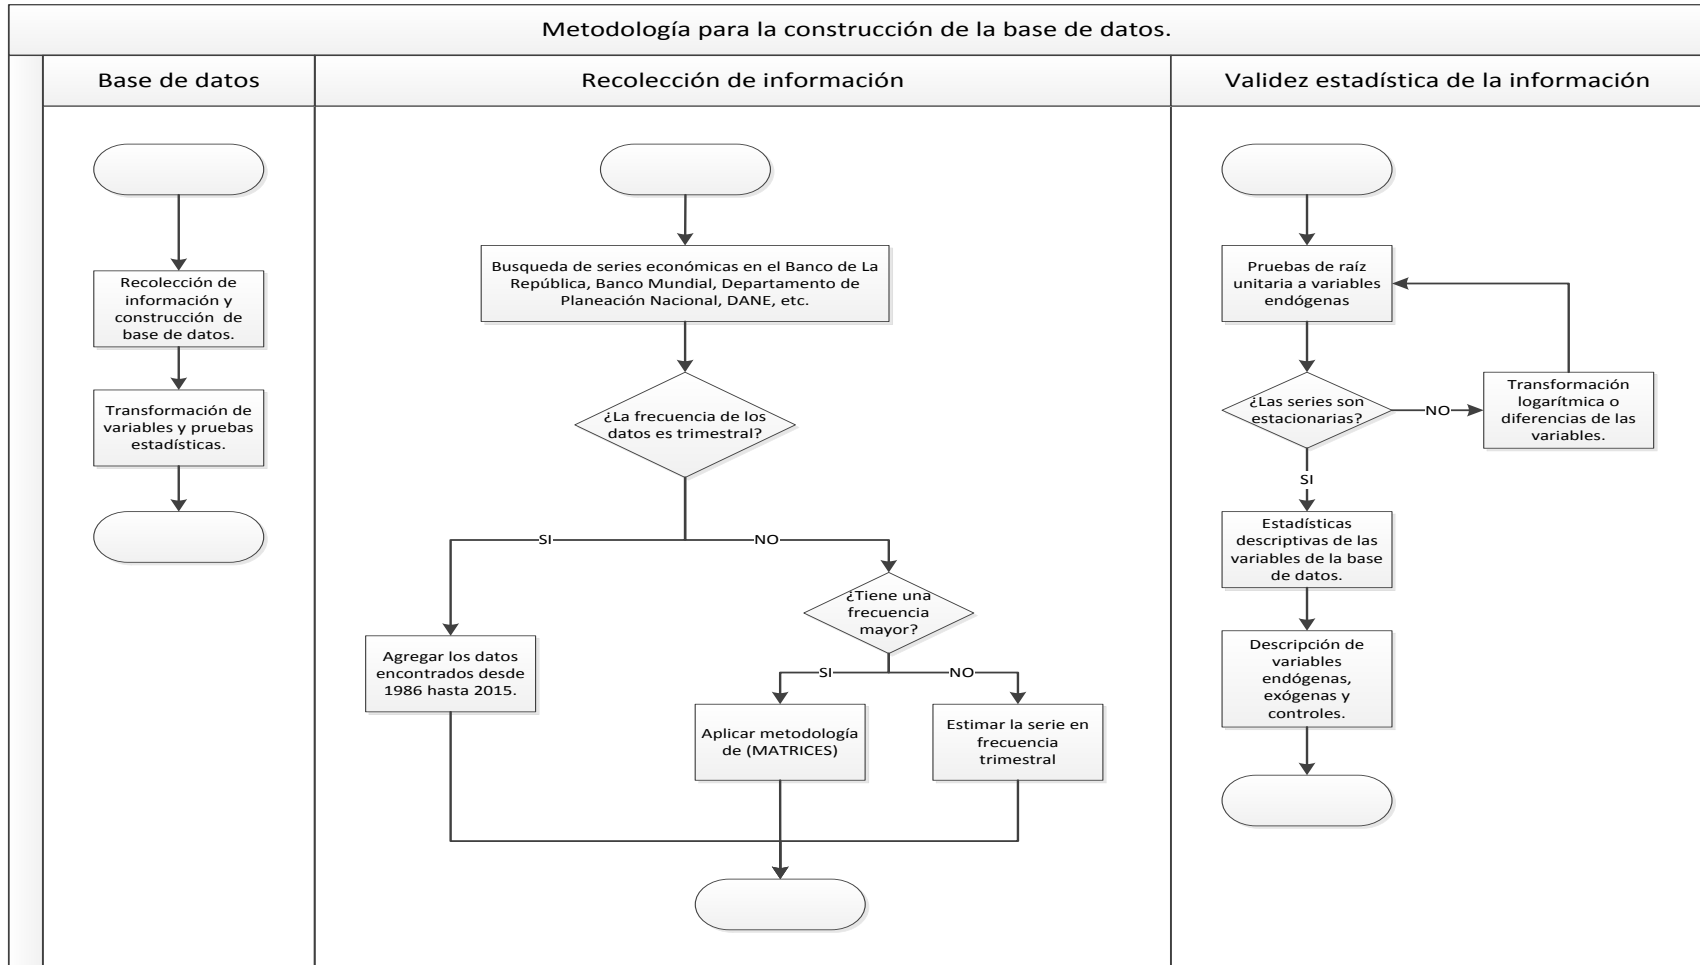 Metodología para la construcción de la base de datos.
Base de datos
Recolección de información
Validez estadística de la información
Recolección de
información y
construcción de
base de datos.
Transformación de
variables y pruebas
estadísticas.
Busqueda de series económicas en el Banco de La
República, Banco Mundial, Departamento de
Planeación Nacional, DANE, etc.
¿La frecuencia de los
datos es trimestral?
SI
NO
Agregar los datos
encontrados desde
1986 hasta 2015.
¿Tiene una
frecuencia
mayor?
SI
NO
Aplicar metodología
de (MATRICES)
Estimar la serie en
frecuencia
trimestral
Pruebas de raíz
unitaria a variables
endógenas
¿Las series son
estacionarias?
NO
Transformación
logarítmica o
diferencias de las
variables.
SI
Estadísticas
descriptivas de las
variables de la base
de datos.
Descripción de
variables
endógenas,
exógenas y
controles.